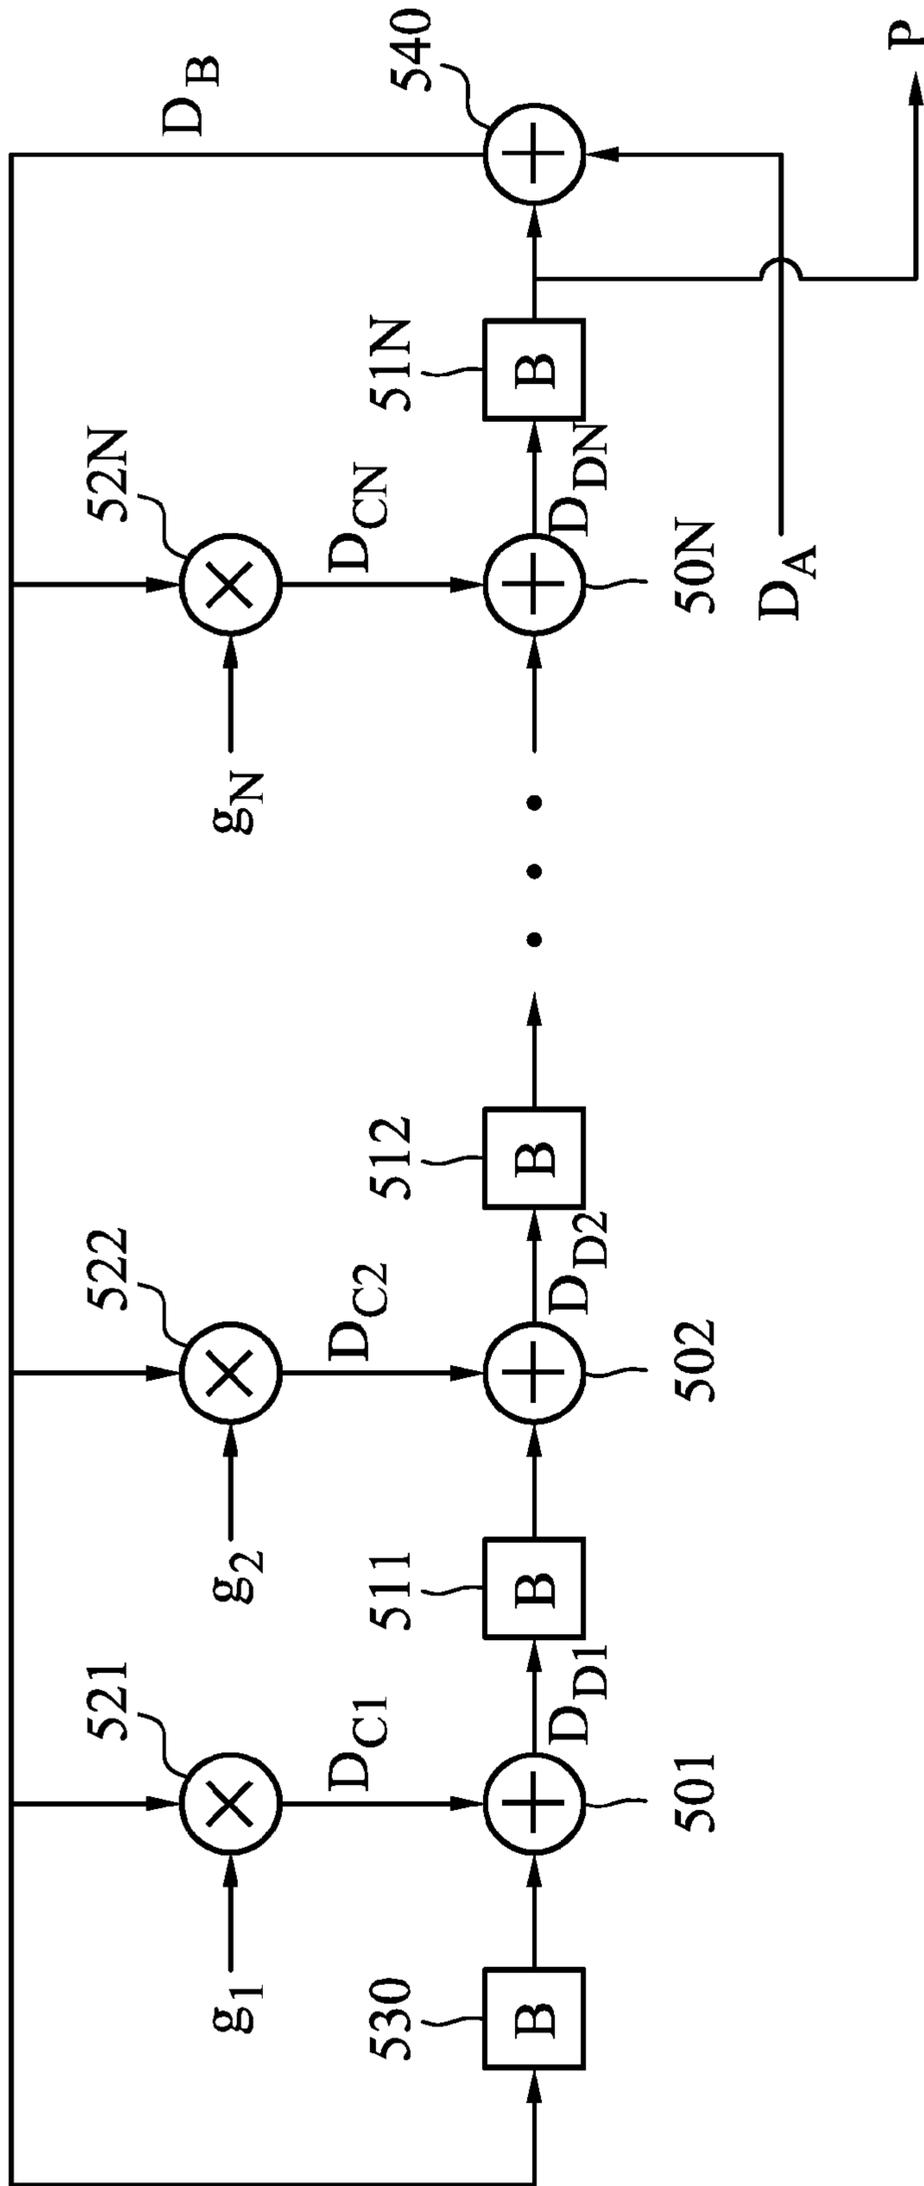 D_B
521
522
52N
g_1
g_2
g_N
D_C1
D_C2
D_CN
530
511
512
51N
540
B
B
B
B
D_D1
D_D2
D_DN
501
502
50N
D_A
P